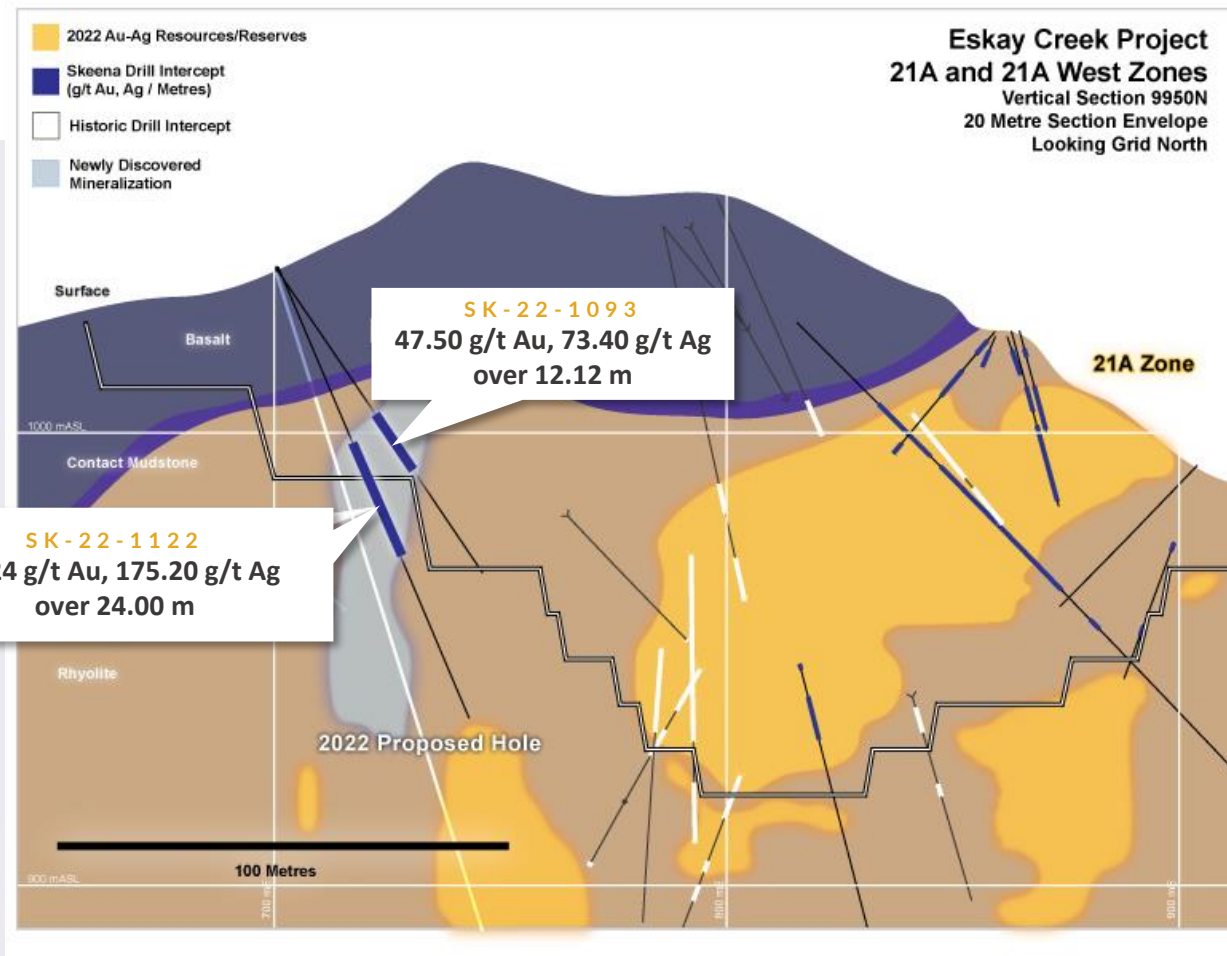 2022 Au-Ag Resources/Reserves
Skeena Drill Intercept
(g/t Au, Ag / Metres)
Historic Drill Intercept
Newly Discovered
Mineralization
Eskay Creek Project
21A and 21A West Zones
Vertical Section 9950N
20 Metre Section Envelope
Looking Grid North
Surface
Basalt
SK-22-1093
47.50 g/t Au, 73.40 g/t Ag
over 12.12 m
21A Zone
1000 mASL
Contact Mudstone
SK-22-1122
g/t Au, 175.20 g/t Ag
over 24.00 m
Rhyolite
2022 Proposed Hole
100 Metres
900 mASL
700 mE
800 mE
900 mE